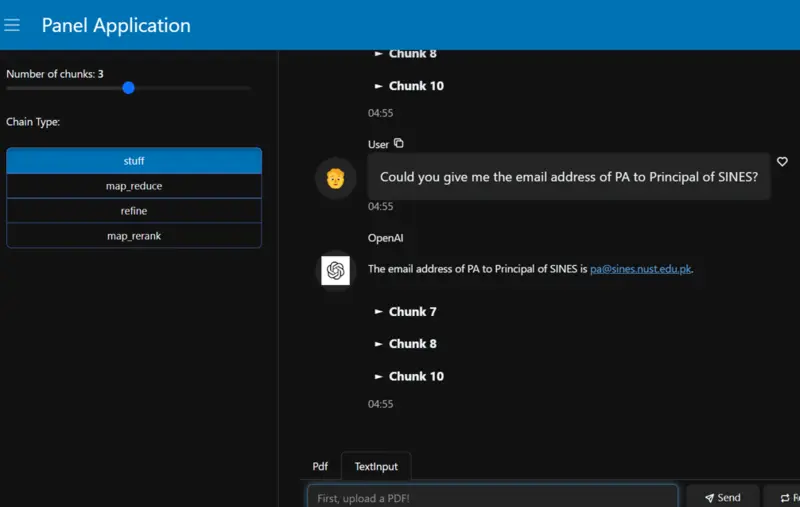 Panel Application
Number of chunks: 3
Chain Type:
stuff
map_reduce
refine
map_rerank
Chunk 8
Chunk 10
04:55
User
Could you give me the email address of PA to Principal of SINES?
04:55
OpenAI
The email address of PA to Principal of SINES is pa@sines.nust.edu.pk.
Chunk 7
Chunk 8
Chunk 10
04:55
Pdf
TextInput
First, upload a PDF!
Send